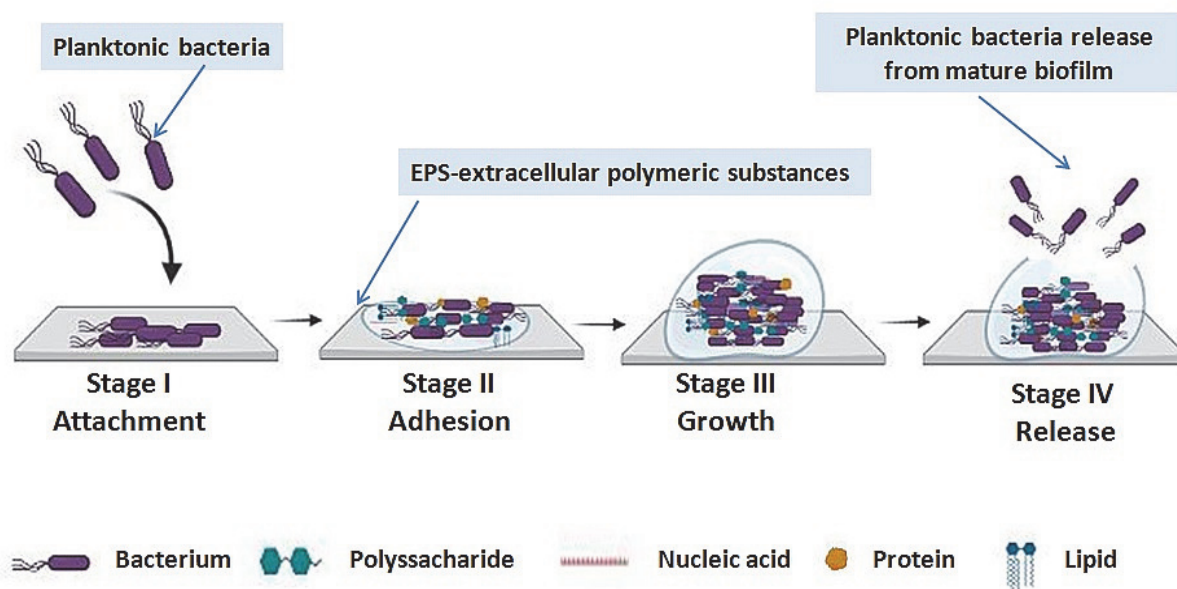 Planktonic bacteria
Planktonic bacteria release
from mature biofilm
EPS-extracellular polymeric substances
Stage I
Attachment
Stage II
Adhesion
Stage III
Growth
Stage IV
Release
Bacterium
Polyssacharide
Nucleic acid
Protein
Lipid